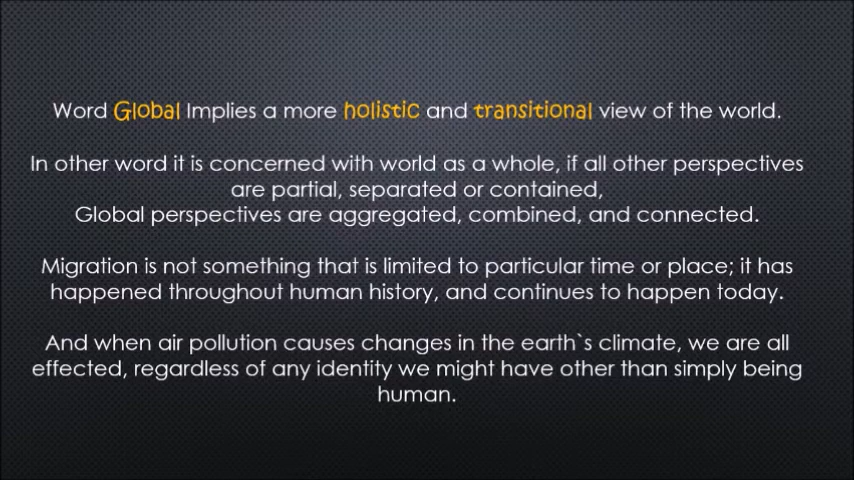 Word Global Implies a more holistic and transitional view of the world.
In other word it is concerned with world as a whole, if all other perspectives
are partial, separated or contained,
Global perspectives are aggregated, combined, and connected.
Migration is not something that is limited to particular time or place; it has
happened throughout human history, and continues to happen today.
And when air pollution causes changes in the earth`s climate, we are all
effected, regardless of any identity we might have other than simply being
human.